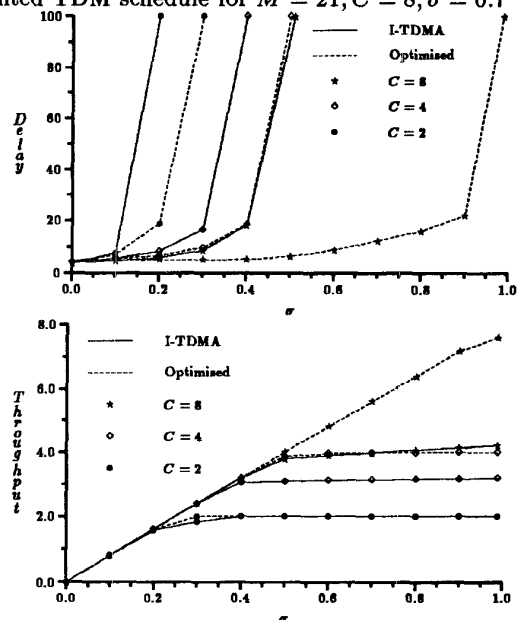 nted TDM schedule for M = 21, C = 8, σ = 0.7
100
80
60
40
20
0
Delay
0.0 0.2 0.4 0.6 0.8 1.0
σ
I-TDMA
Optimised
C = 8
C = 4
C = 2
8.0
6.0
4.0
2.0
0.0
Throughput
I-TDMA
Optimised
C = 8
C = 4
C = 2
0.0 0.2 0.4 0.6 0.8 1.0